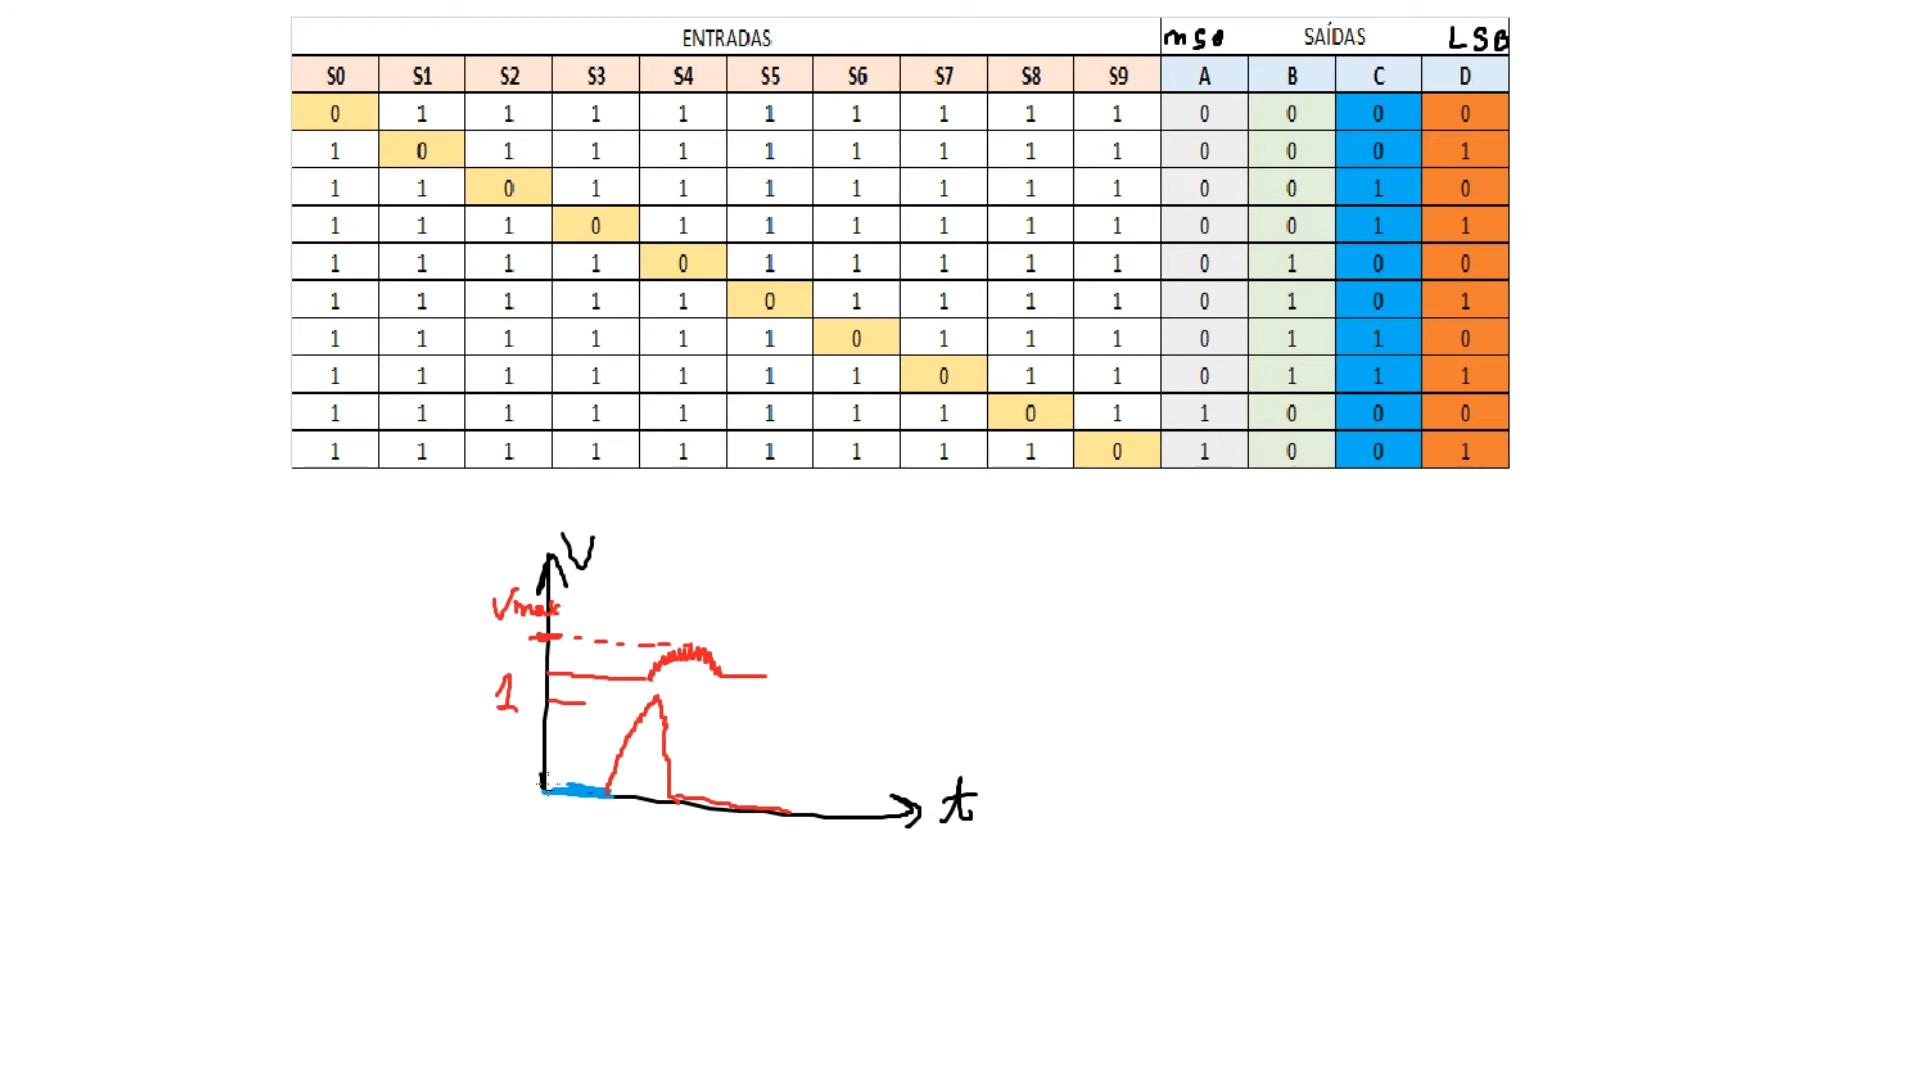 ENTRADAS MSB SAÍDAS LSB
S0 S1 S2 S3 S4 S5 S6 S7 S8 S9 A B C D
0 1 1 1 1 1 1 1 1 1 0 0 0 0
1 0 1 1 1 1 1 1 1 1 0 0 0 1
1 1 0 1 1 1 1 1 1 1 0 0 1 0
1 1 1 0 1 1 1 1 1 1 0 0 1 1
1 1 1 1 0 1 1 1 1 1 0 1 0 0
1 1 1 1 1 0 1 1 1 1 0 1 0 1
1 1 1 1 1 1 0 1 1 1 0 1 1 0
1 1 1 1 1 1 1 0 1 1 0 1 1 1
1 1 1 1 1 1 1 1 0 1 1 0 0 0
1 1 1 1 1 1 1 1 1 0 1 0 0 1
V
Vmax
1
t